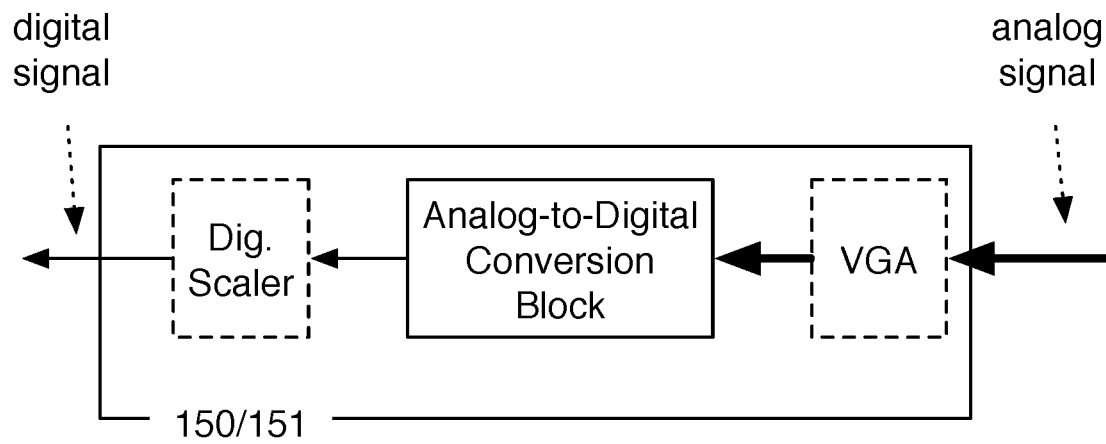 digital
signal
analog
signal
Dig.
Scaler
Analog-to-Digital
Conversion
Block
VGA
150/151